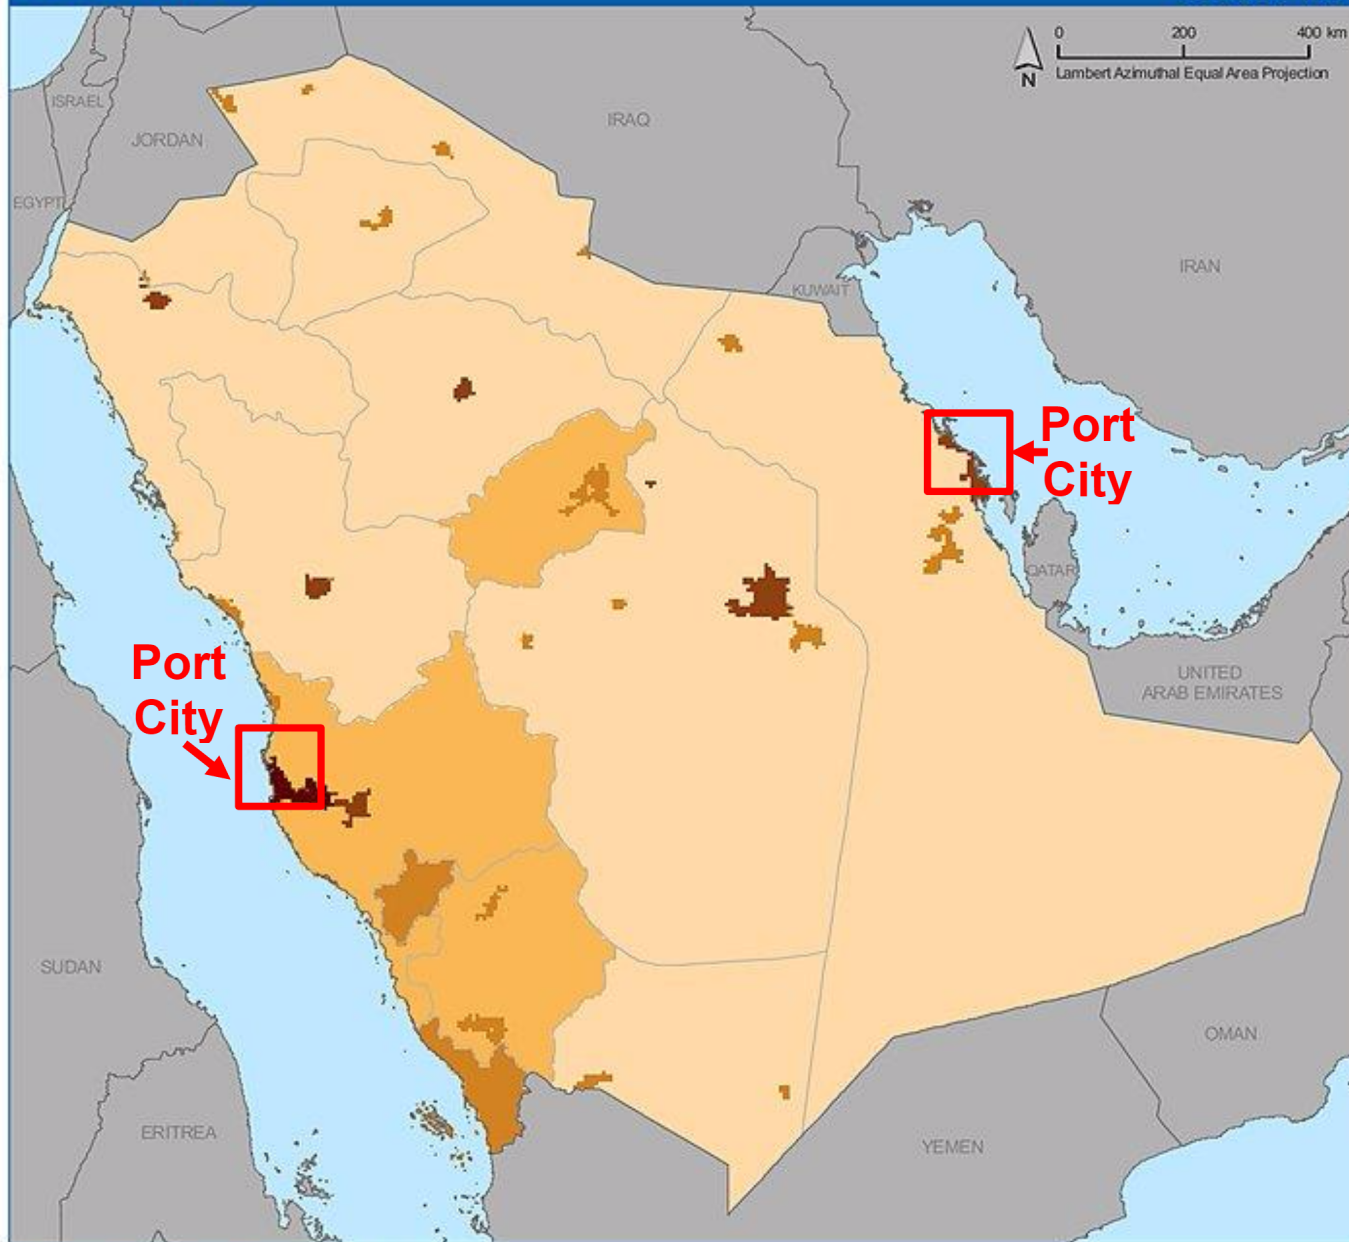 0 200 400 km
N
Lambert Azimuthal Equal Area Projection
ISRAEL
JORDAN
IRAQ
EGYPT
IRAN
KUWAIT
Port
City
QATAR
Port
City
UNITED
ARAB EMIRATES
SUDAN
OMAN
ERITREA
YEMEN